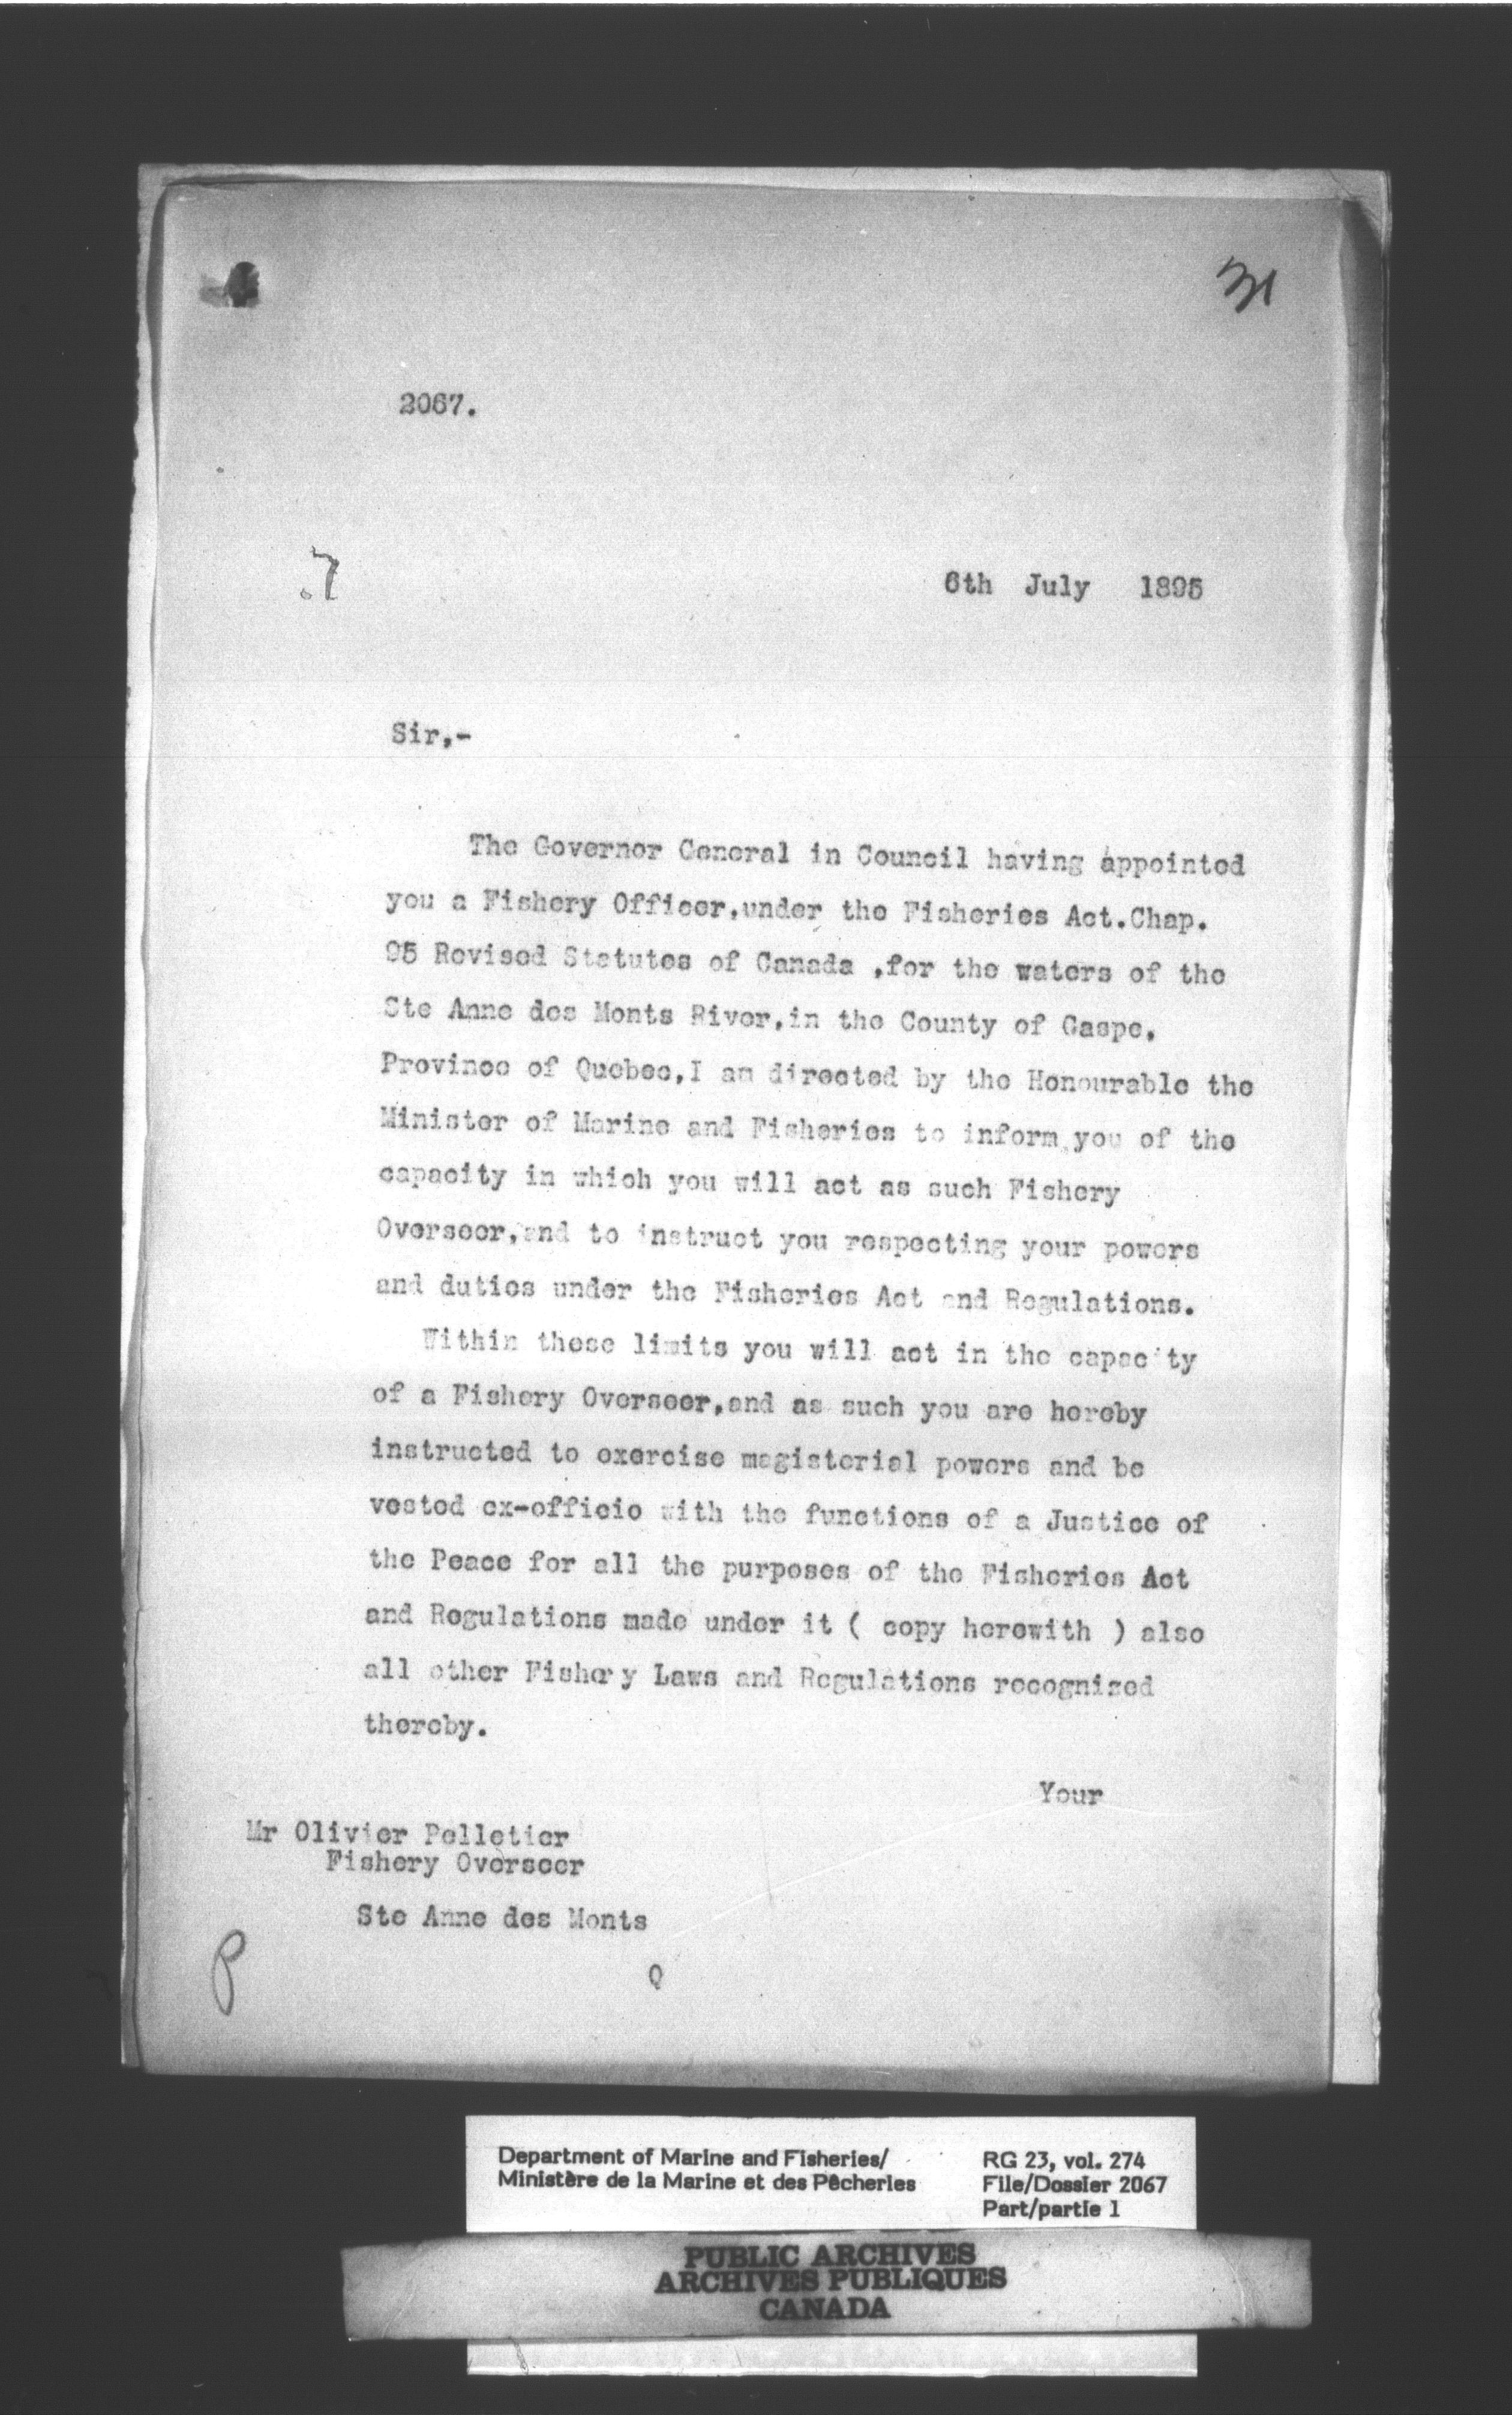 31
2067.
6th July 1895
Sir,-
The Governor General in Council having appointed
you a Fishery Officer,under the Fisheries Act.Chap.
95 Revised Statutes of Canada ,for the waters of the
Ste Anne des Monts River,in the County of Gaspe,
Province of Quebec,I am directed by the Honourable the
Minister of Marine and Fisheries to inform you of the
capacity in which you will act as such Fishery
Overseer,and to instruct you respecting your powers
and duties under the Fisheries Act and Regulations.
Within these limits you will act in the capacity
of a Fishery Overseer,and as such you are hereby
instructed to exercise magisterial powers and be
vested ex-officio with the functions of a Justice of
the Peace for all the purposes of the Fisheries Act
and Regulations made under it ( copy herewith ) also
all other Fishery Laws and Regulations recognized
thereby.
Your
Mr Olivier Pelletier
Fishery Overseer
Ste Anne des Monts
Q
P
Department of Marine and Fisheries/
Ministère de la Marine et des Pêcheries
RG 23, vol. 274
File/Dossier 2067
Part/partie 1
PUBLIC ARCHIVES
ARCHIVES PUBLIQUES
CANADA